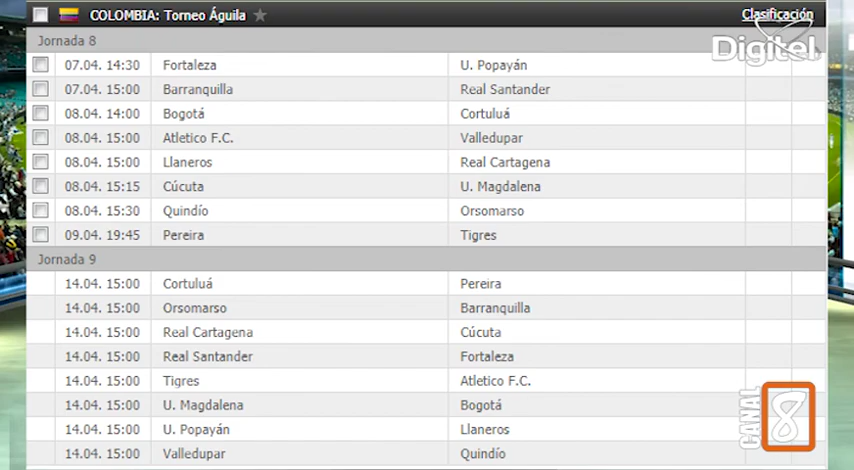 COLOMBIA: Torneo Águila Clasificación
Digitel
Jornada 8
07.04. 14:30 Fortaleza U. Popayán
07.04. 15:00 Barranquilla Real Santander
08.04. 14:00 Bogotá Cortuluá
08.04. 15:00 Atletico F.C. Valledupar
08.04. 15:00 Llaneros Real Cartagena
08.04. 15:15 Cúcuta U. Magdalena
08.04. 15:30 Quindío Orsomarso
09.04. 19:45 Pereira Tigres
Jornada 9
14.04. 15:00 Cortuluá Pereira
14.04. 15:00 Orsomarso Barranquilla
14.04. 15:00 Real Cartagena Cúcuta
14.04. 15:00 Real Santander Fortaleza
14.04. 15:00 Tigres Atletico F.C.
14.04. 15:00 U. Magdalena Bogotá
14.04. 15:00 U. Popayán Llaneros
14.04. 15:00 Valledupar Quindío
CANAL 8